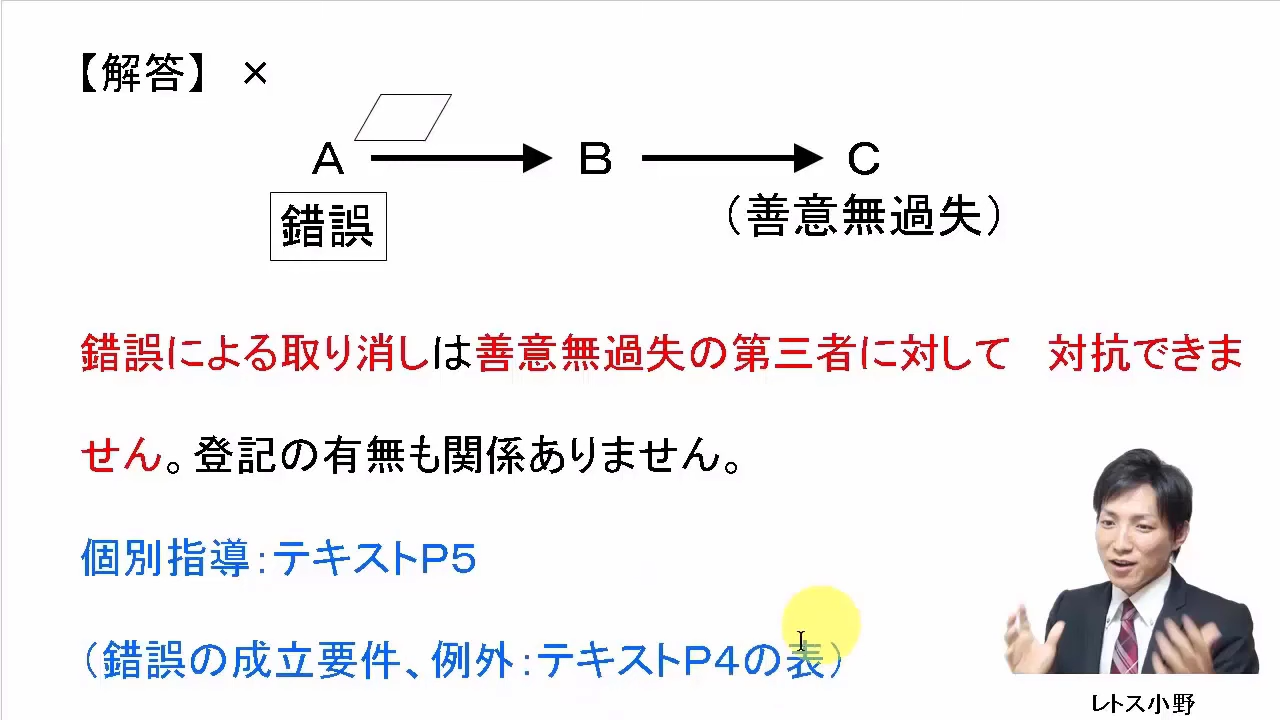 【解答】 ×
A B C
錯誤 （善意無過失）
錯誤による取り消しは善意無過失の第三者に対して 対抗できま
せん。登記の有無も関係ありません。
個別指導：テキストP5
（錯誤の成立要件、例外：テキストP4の表）
レトス小野